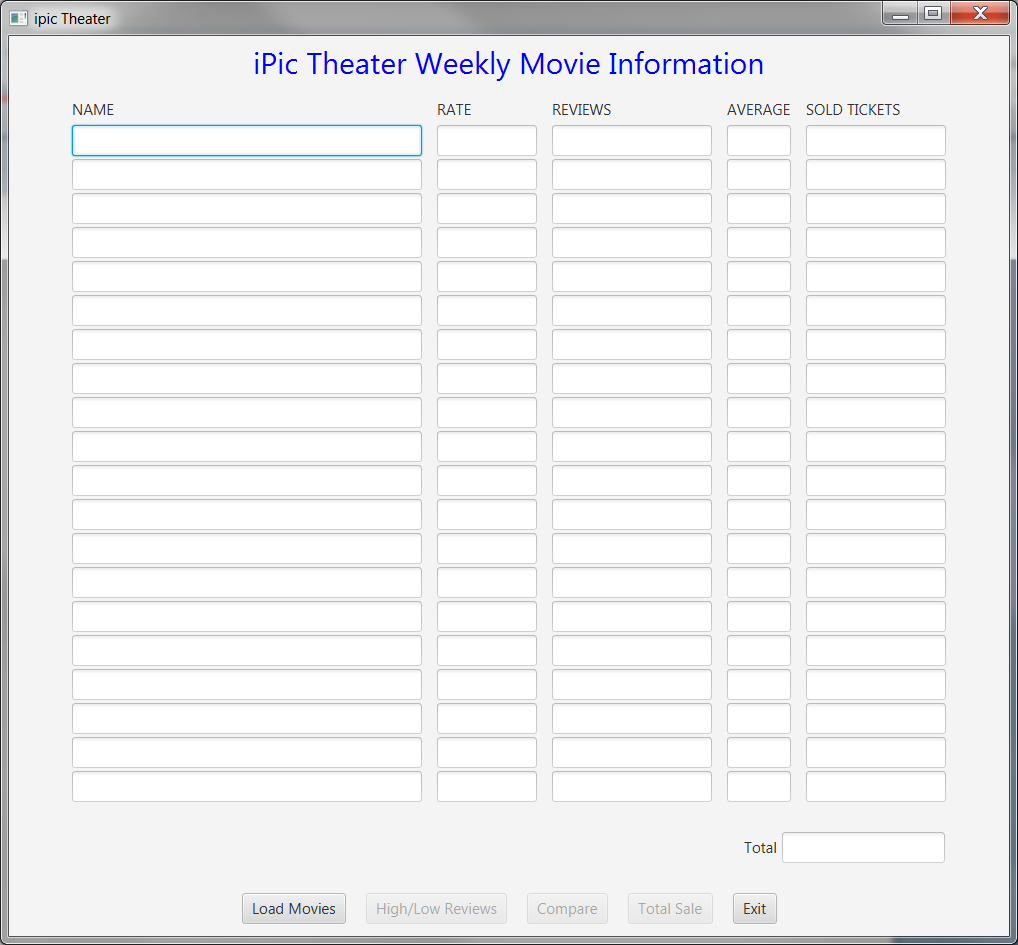 ipic Theater
iPic Theater Weekly Movie Information
NAME RATE REVIEWS AVERAGE SOLD TICKETS
Total
Load Movies High/Low Reviews Compare Total Sale Exit